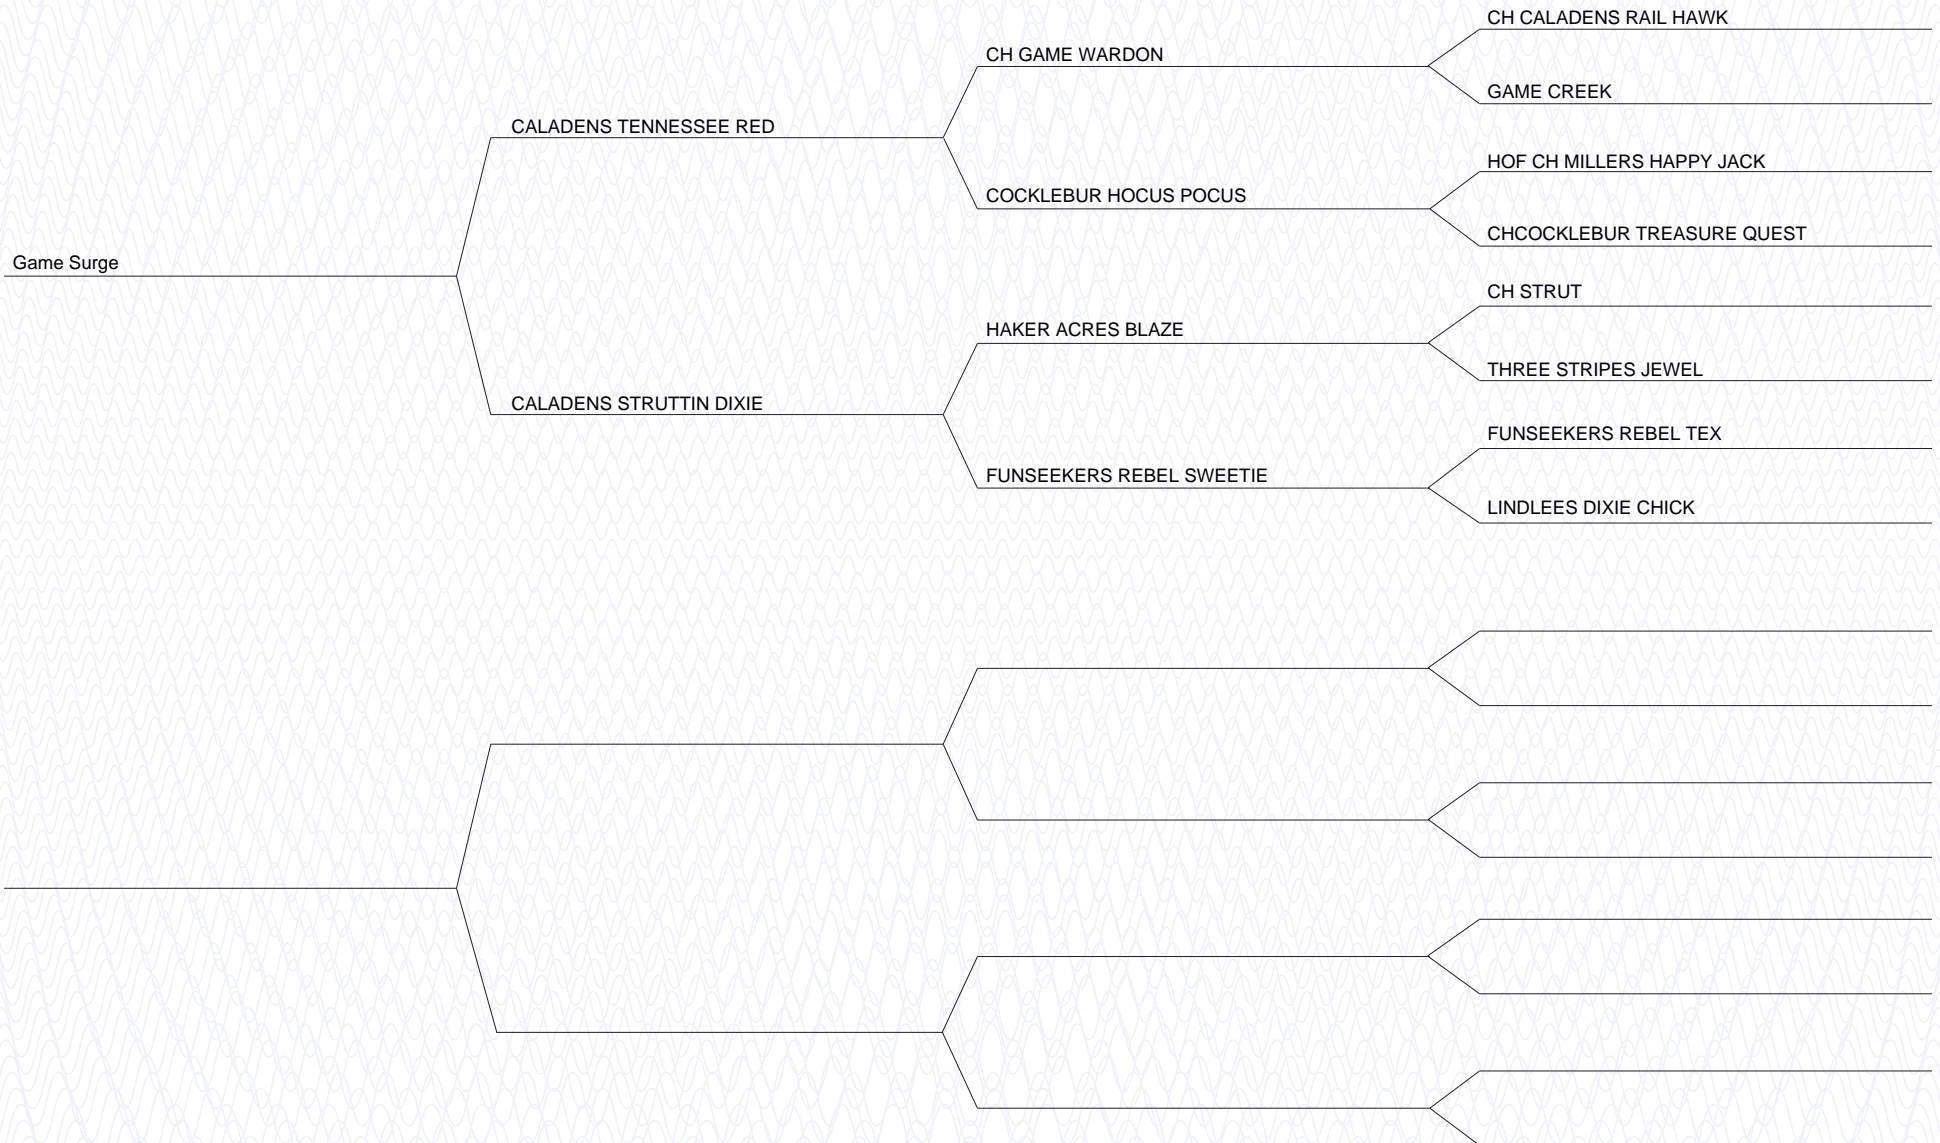 CH CALADENS RAIL HAWK
CH GAME WARDON
GAME CREEK
CALADENS TENNESSEE RED
HOF CH MILLERS HAPPY JACK
COCKLEBUR HOCUS POCUS
CHCOCKLEBUR TREASURE QUEST
Game Surge
CH STRUT
HAKER ACRES BLAZE
THREE STRIPES JEWEL
CALADENS STRUTTIN DIXIE
FUNSEEKERS REBEL TEX
FUNSEEKERS REBEL SWEETIE
LINDLEES DIXIE CHICK